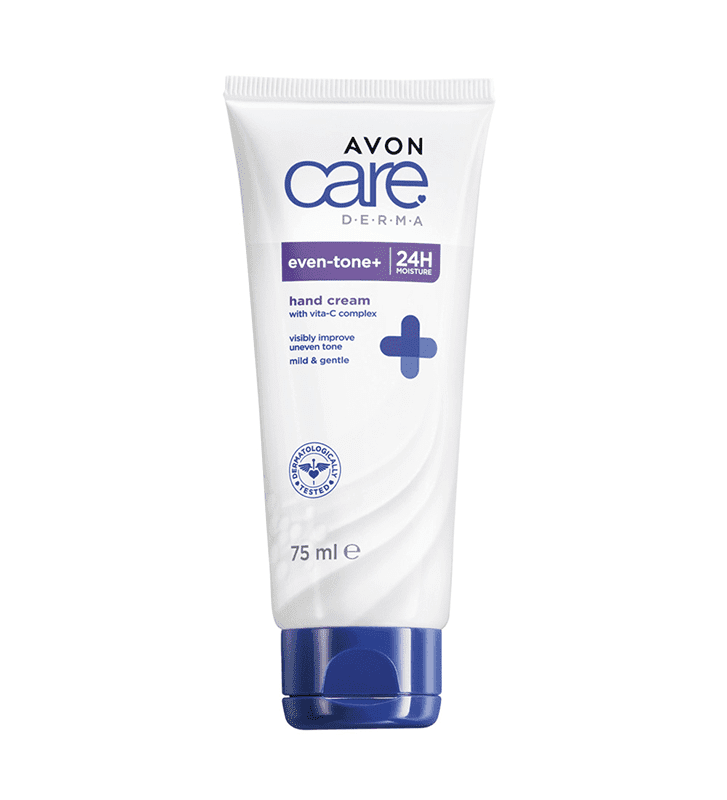 AVON
care
D·E·R·M·A
even-tone+ 24H
MOISTURE
hand cream
with vita-C complex
visibly improve
uneven tone
mild & gentle
DERMATOLOGICALLY
TESTED
75 ml e